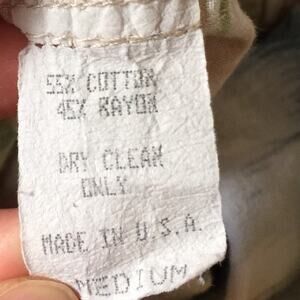 55% COTTON
45% RAYON
DRY CLEAN
ONLY
MADE IN U.S.A.
MEDIUM